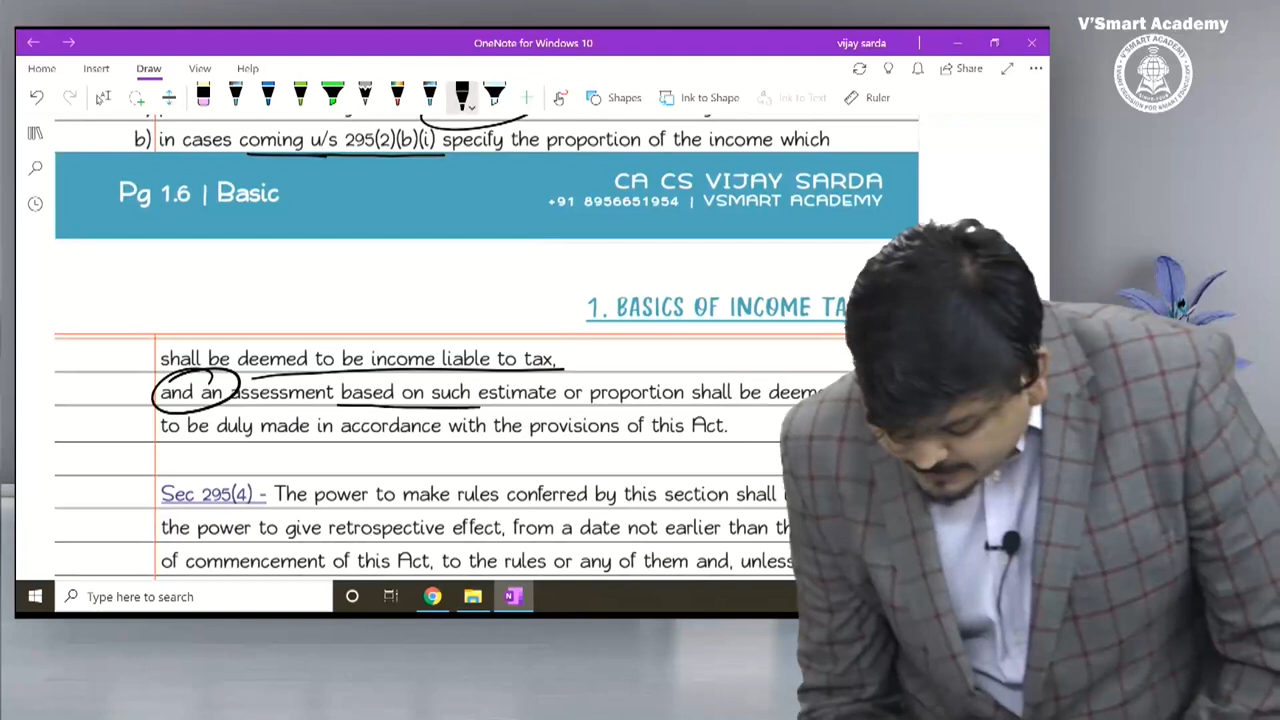 V'Smart Academy
OneNote for Windows 10
vijay sarda
Home Insert Draw View Help
Share
Shapes Ink to Shape Ink to Text Ruler
b) in cases coming u/s 295(2)(b)(i) specify the proportion of the income which
Pg 1.6 | Basic
CA CS VIJAY SARDA
+91 8956651954 | VSMART ACADEMY
1. BASICS OF INCOME TA
shall be deemed to be income liable to tax,
and an assessment based on such estimate or proportion shall be deem
to be duly made in accordance with the provisions of this Act.
Sec 295(4) - The power to make rules conferred by this section shall
the power to give retrospective effect, from a date not earlier than th
of commencement of this Act, to the rules or any of them and, unless
Type here to search